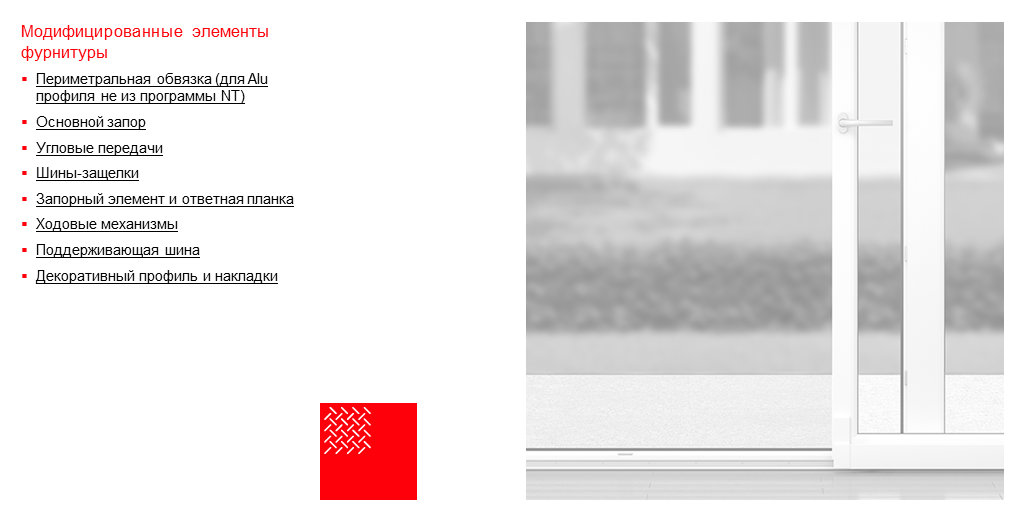 Модифицированные элементы
фурнитуры
Периметральная обвязка (для Alu
профиля не из программы NT)
Основной запор
Угловые передачи
Шины-защелки
Запорный элемент и ответная планка
Ходовые механизмы
Поддерживающая шина
Декоративный профиль и накладки